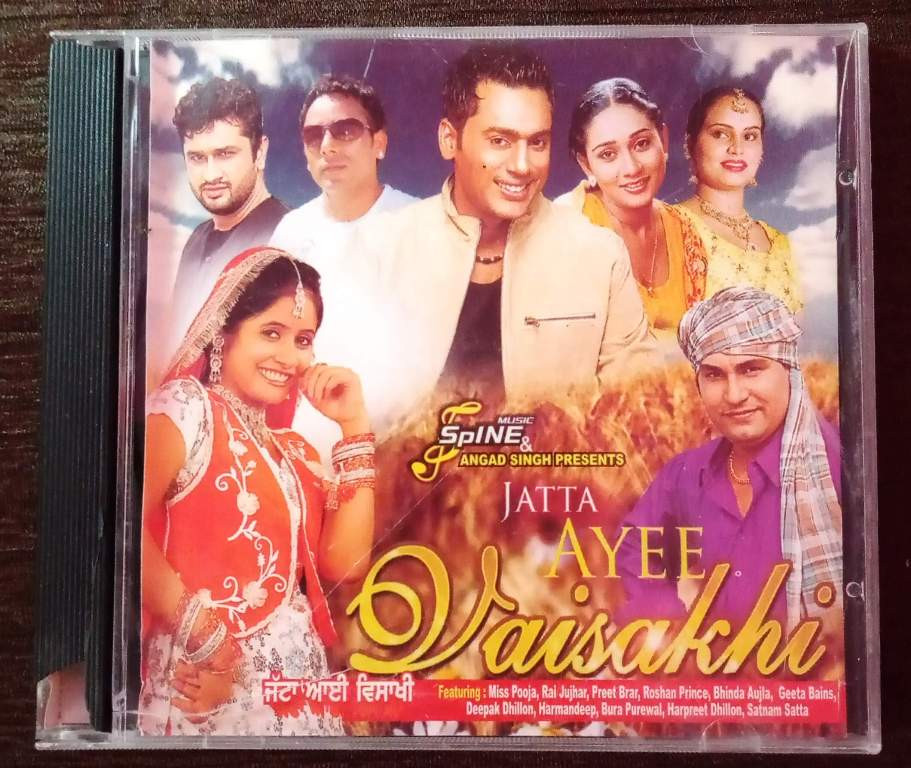 MUSIC
SpINE &
ANGAD SINGH PRESENTS
JATTA
AYEE
Vaisakhi
ਜੱਟਾ ਆਈ ਵਿਸਾਖੀ
Featuring : Miss Pooja, Rai Jujhar, Preet Brar, Roshan Prince, Bhinda Aujla, Geeta Bains,
Deepak Dhillon, Harmandeep, Bura Purewal, Harpreet Dhillon, Satnam Satta